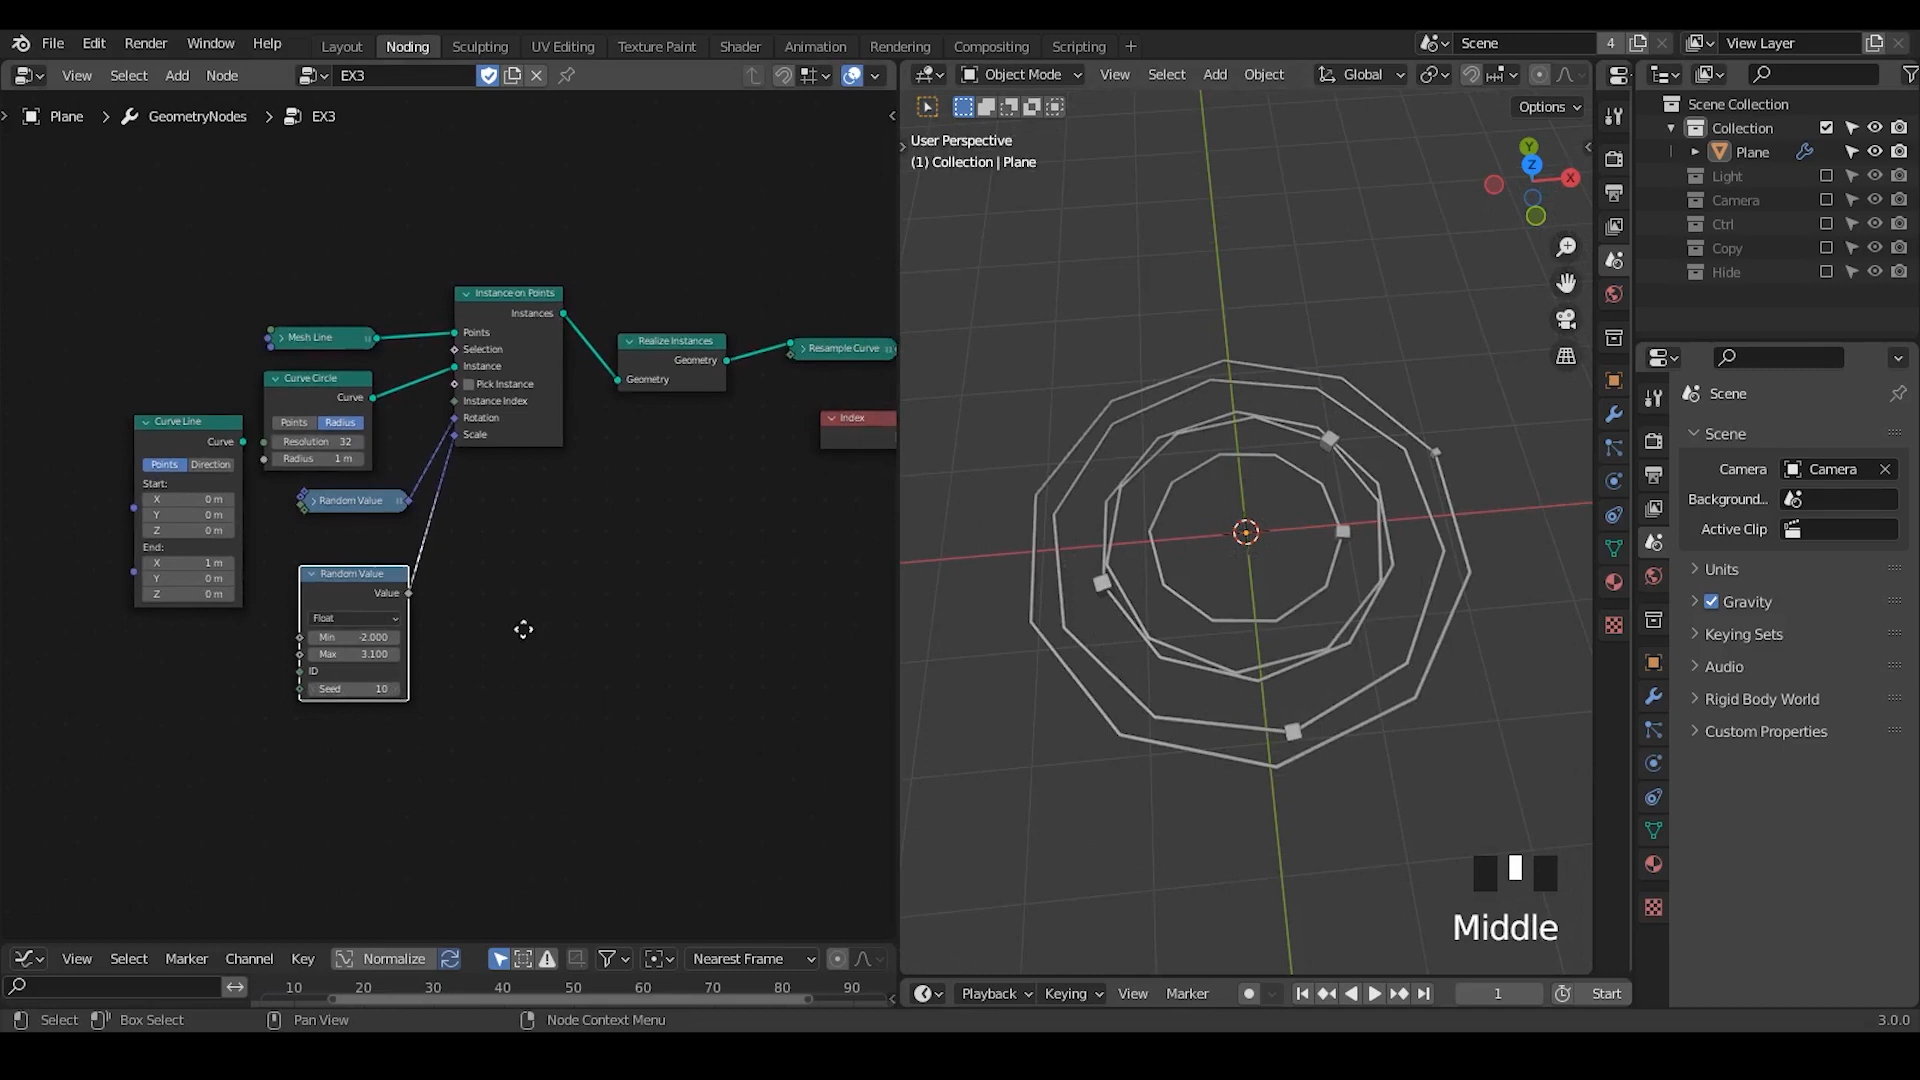 File Edit Render Window Help Layout Noding Sculpting UV Editing Texture Paint Shader Animation Rendering Compositing Scripting + Scene 4 View Layer
View Select Add Node EX3 Object Mode View Select Add Object Global
Plane > GeometryNodes > EX3
Options
User Perspective
(1) Collection | Plane
Y
Z
X
Scene Collection
Collection
Plane
Light
Camera
Ctrl
Copy
Hide
Instance on Points
Instances
Points
Selection
Instance
Pick Instance
Instance Index
Rotation
Scale
Mesh Line
Curve Circle
Curve
Points Radius
Resolution 32
Radius 1 m
Realize Instances
Geometry
Geometry
Resample Curve
Index
Curve Line
Curve
Points Direction
Start:
X 0 m
Y 0 m
Z 0 m
End:
X 1 m
Y 0 m
Z 0 m
Random Value
Random Value
Value
Float
Min -2.000
Max 3.100
ID
Seed 10
Scene
Scene
Camera Camera
Background...
Active Clip
Units
Gravity
Keying Sets
Audio
Rigid Body World
Custom Properties
Middle
View Select Marker Channel Key Normalize Nearest Frame
10 20 30 40 50 60 70 80 90
Playback Keying View Marker 1 Start
Select Box Select Pan View Node Context Menu 3.0.0